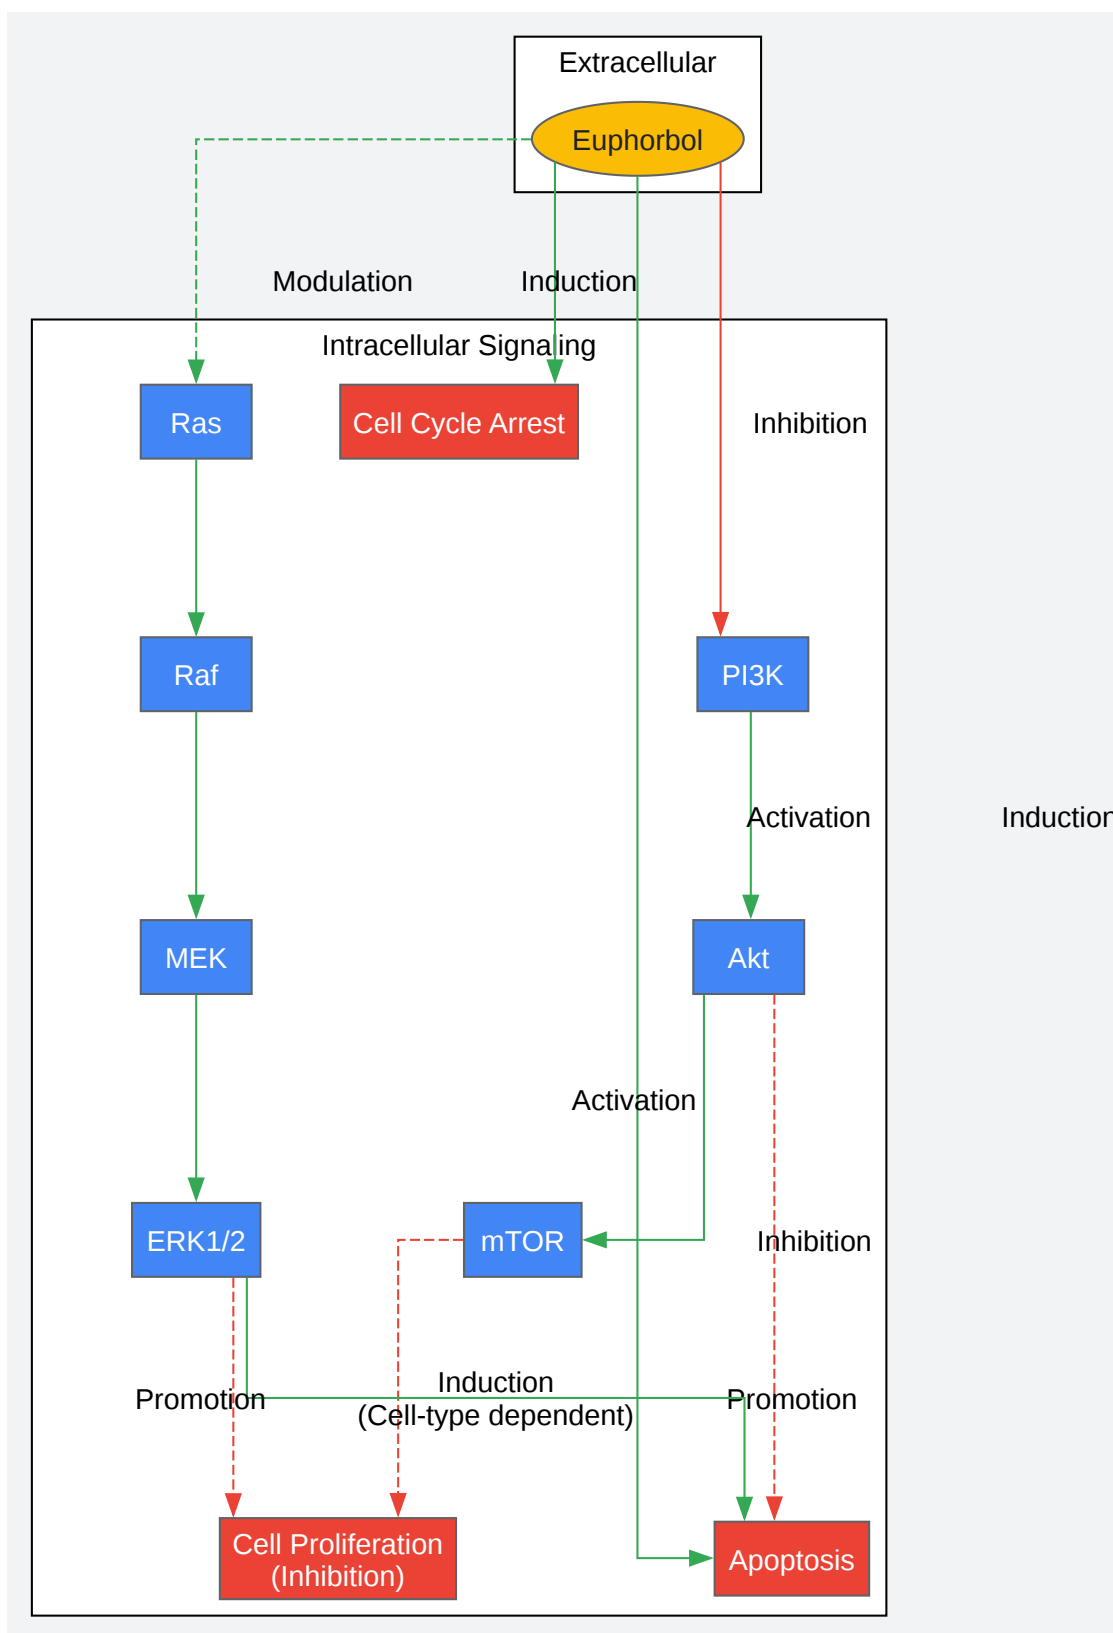 Extracellular
Euphorbol
Modulation
Induction
Intracellular Signaling
Ras
Cell Cycle Arrest
Inhibition
Raf
PI3K
Activation
Induction
MEK
Akt
Activation
ERK1/2
mTOR
Inhibition
Promotion
Induction
(Cell-type dependent)
Promotion
Cell Proliferation
(Inhibition)
Apoptosis